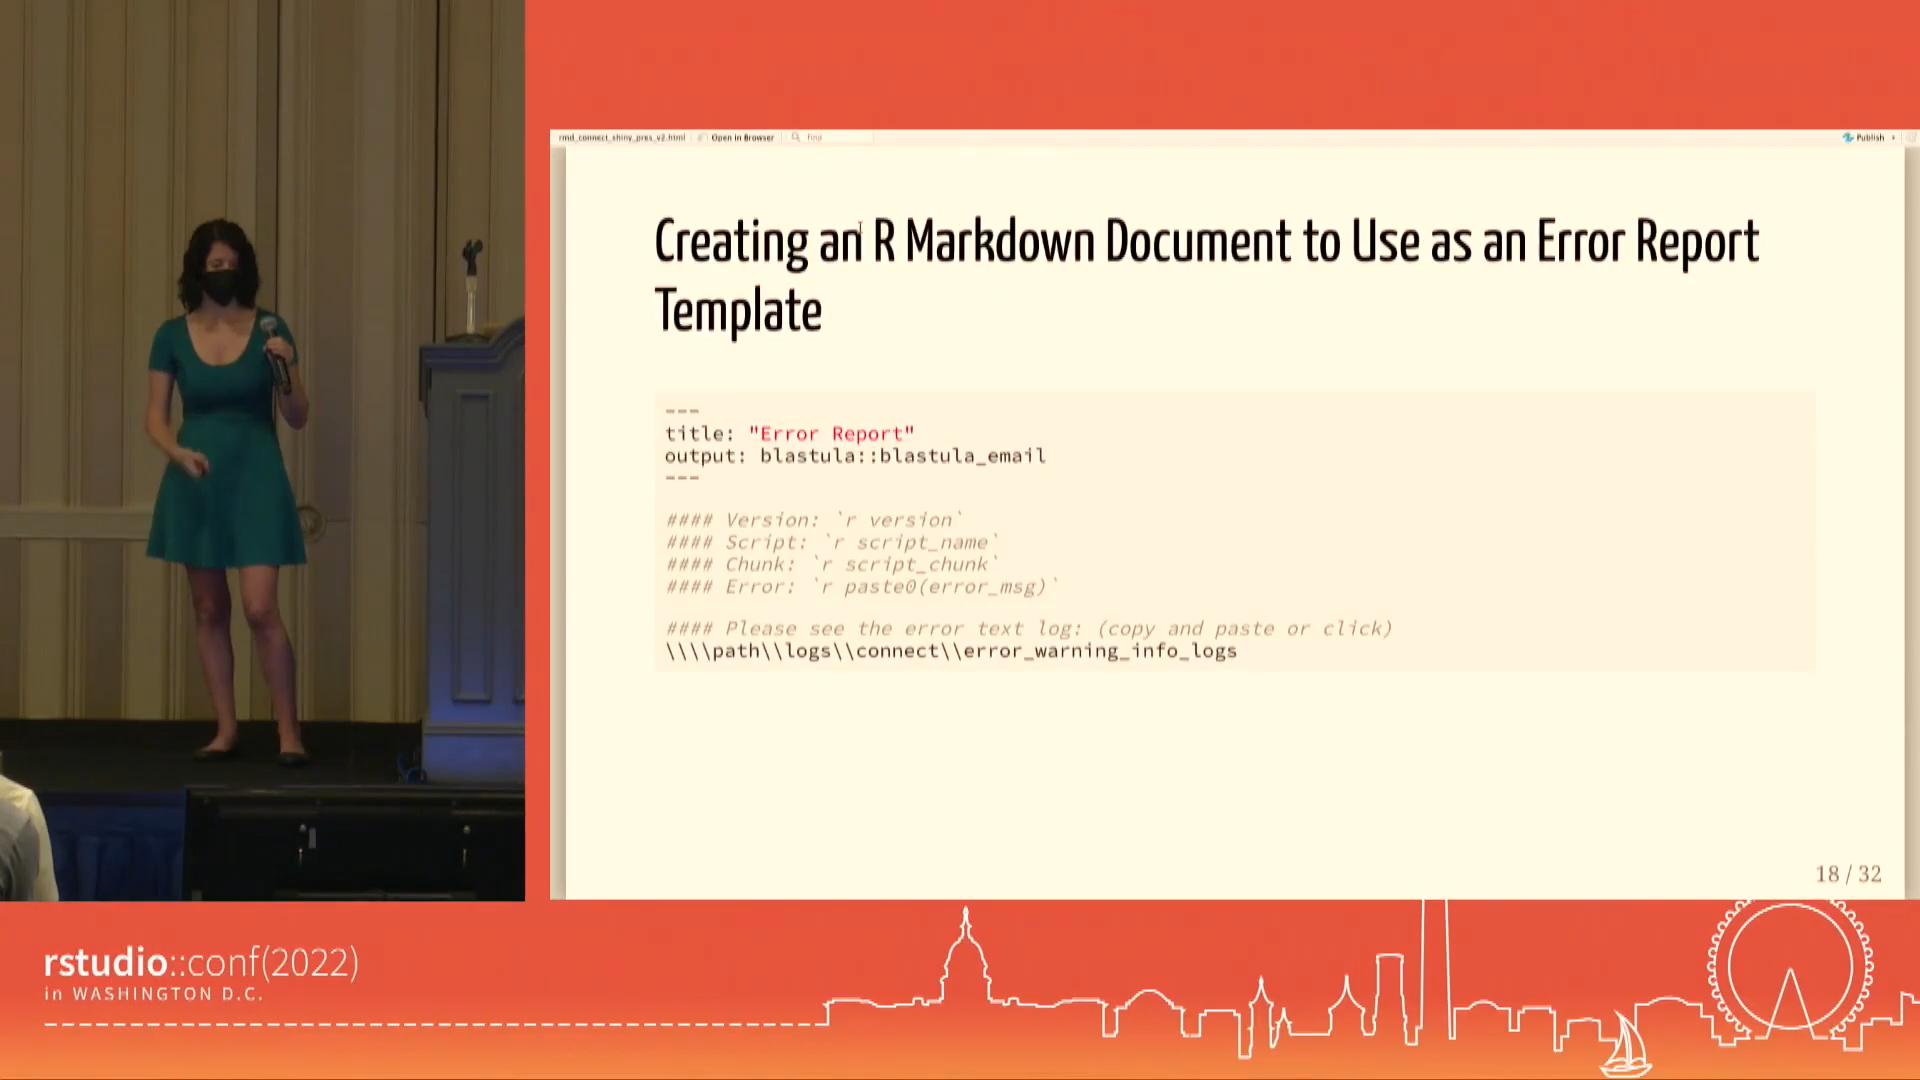 rmd_connect_shiny_pres_v2.html Open in Browser Find Publish
Creating an R Markdown Document to Use as an Error Report
Template
---
title: "Error Report"
output: blastula::blastula_email
---
#### Version: `r version`
#### Script: `r script_name`
#### Chunk: `r script_chunk`
#### Error: `r paste0(error_msg)`
#### Please see the error text log: (copy and paste or click)
\\\\path\\logs\\connect\\error_warning_info_logs
18 / 32
rstudio::conf(2022)
in WASHINGTON D.C.